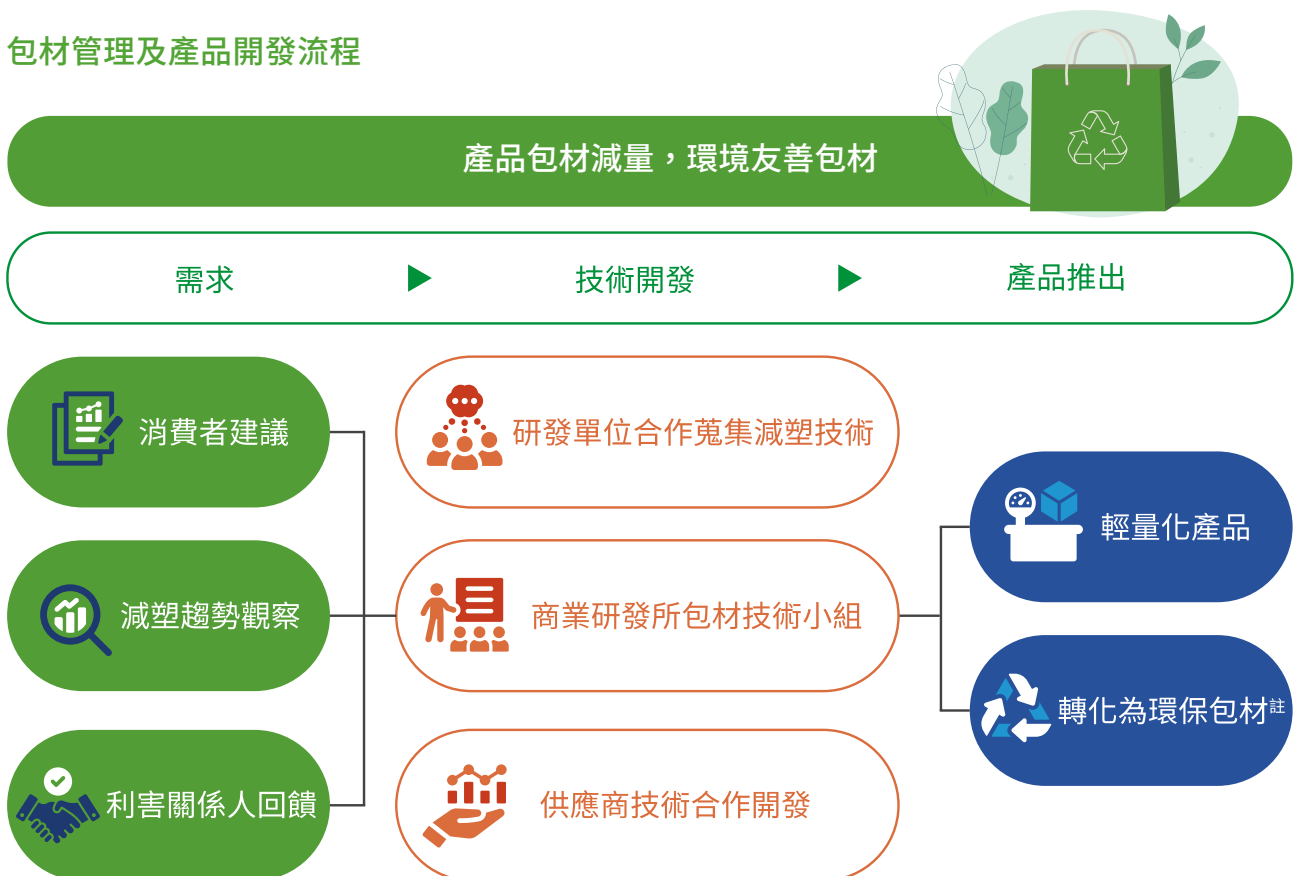 包材管理及產品開發流程
產品包材減量，環境友善包材
需求
技術開發
產品推出
消費者建議
減塑趨勢觀察
利害關係人回饋
研發單位合作蒐集減塑技術
商業研發所包材技術小組
供應商技術合作開發
輕量化產品
轉化為環保包材註